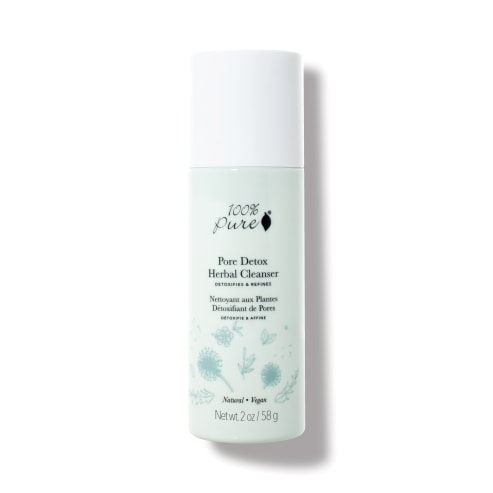 100%
Pure
Pore Detox
Herbal Cleanser
DETOXIFIES & REFINES
Nettoyant aux Plantes
Détoxifiant de Pores
DÉTOXIFIE & AFFINE
Natural • Vegan
Net wt. 2 oz / 58 g